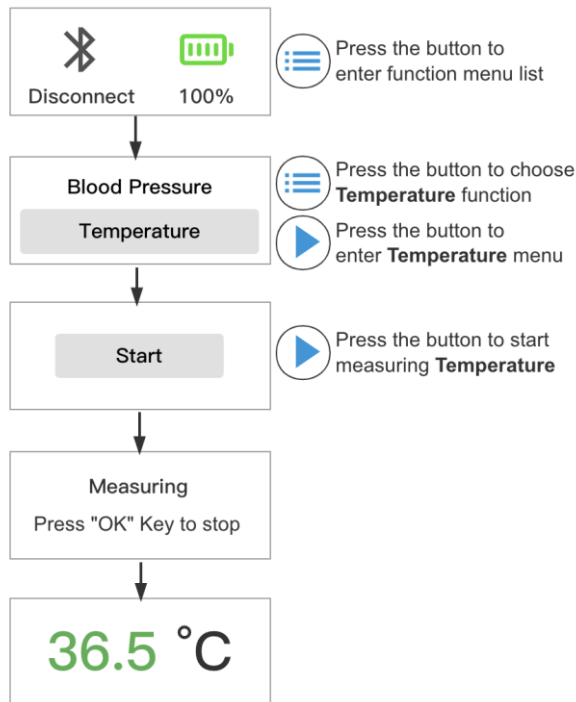 Disconnect 100%
Press the button to
enter function menu list
Blood Pressure
Temperature
Press the button to choose
Temperature function
Press the button to
enter Temperature menu
Start
Press the button to start
measuring Temperature
Measuring
Press "OK" Key to stop
36.5 °C